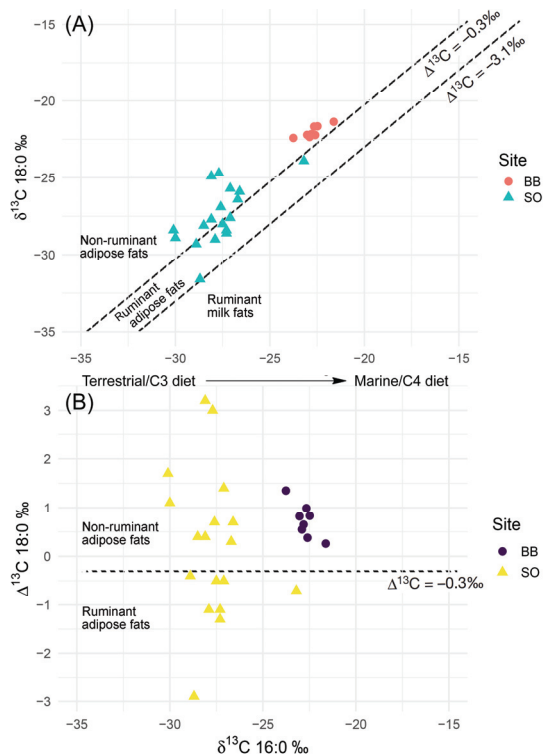 (A)
−15
−20
−25
−30
−35
δ13C 18:0 ‰
Δ13C = −0.3‰
Δ13C = −3.1‰
Non-ruminant
adipose fats
Ruminant
adipose fats
Ruminant
milk fats
Site
BB
SO
−35 −30 −25 −20 −15
Terrestrial/C3 diet Marine/C4 diet
(B)
3
2
1
0
−1
−2
−3
Δ13C 18:0 ‰
Non-ruminant
adipose fats
Δ13C = −0.3‰
Ruminant
adipose fats
Site
BB
SO
−35 −30 −25 −20 −15
δ13C 16:0 ‰